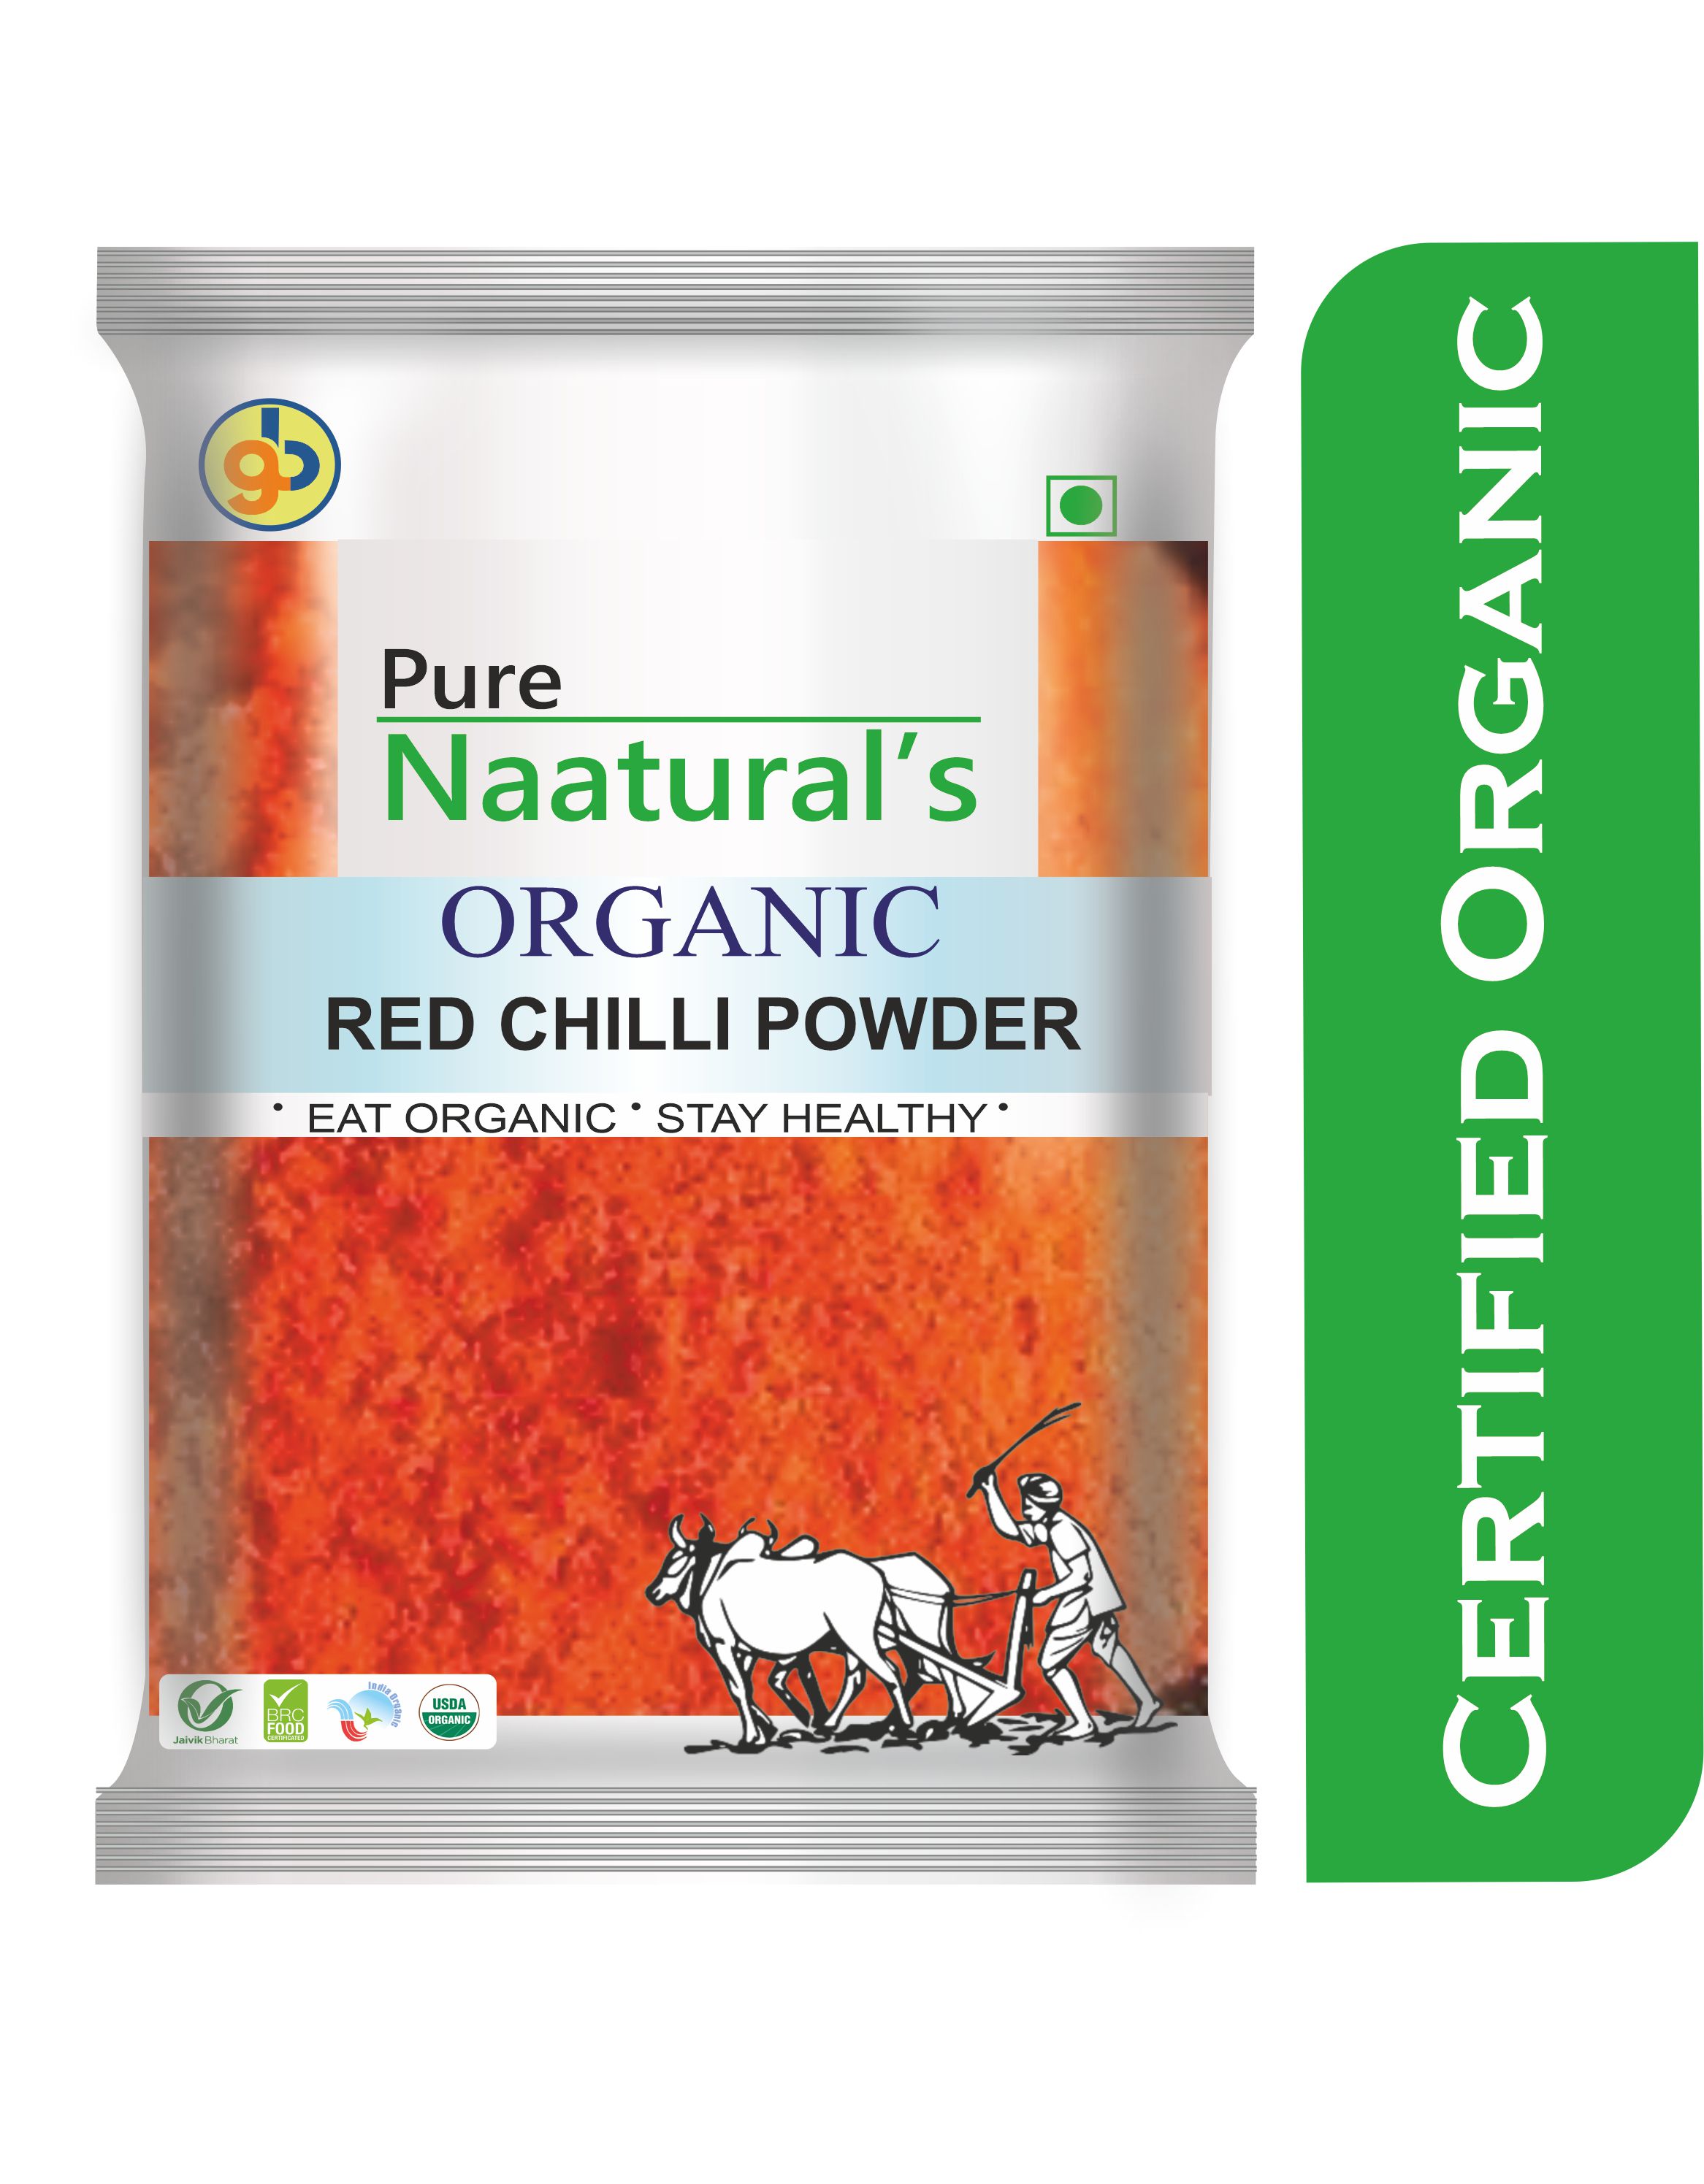 gb
Pure
Naatural's
ORGANIC
RED CHILLI POWDER
• EAT ORGANIC • STAY HEALTHY •
Jaivik Bharat
BRC
FOOD
CERTIFICATED
India Organic
USDA
ORGANIC
CERTIFIED ORGANIC